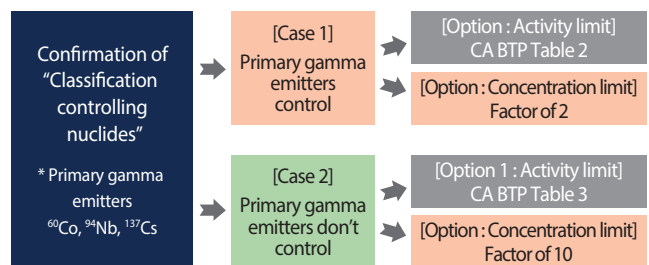 Confirmation of
“Classification
controlling
nuclides”
* Primary gamma
emitters
⁶⁰Co, ⁹⁴Nb, ¹³⁷Cs
[Case 1]
Primary gamma
emitters
control
[Option : Activity limit]
CA BTP Table 2
[Option : Concentration limit]
Factor of 2
[Case 2]
Primary gamma
emitters don’t
control
[Option 1 : Activity limit]
CA BTP Table 3
[Option : Concentration limit]
Factor of 10